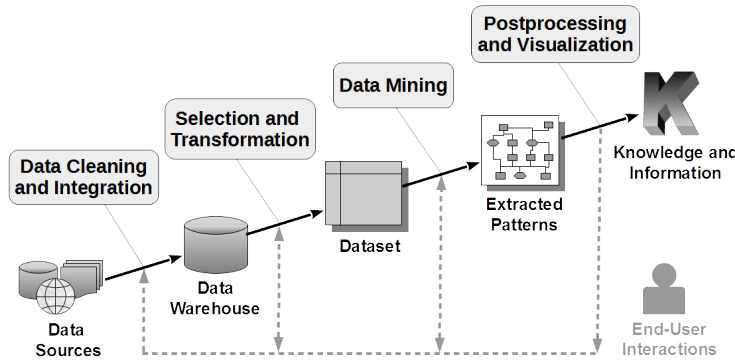 Postprocessing
and Visualization
Data Mining
Selection and
Transformation
Data Cleaning
and Integration
Knowledge and
Information
Extracted
Patterns
Dataset
Data
Warehouse
Data
Sources
End-User
Interactions